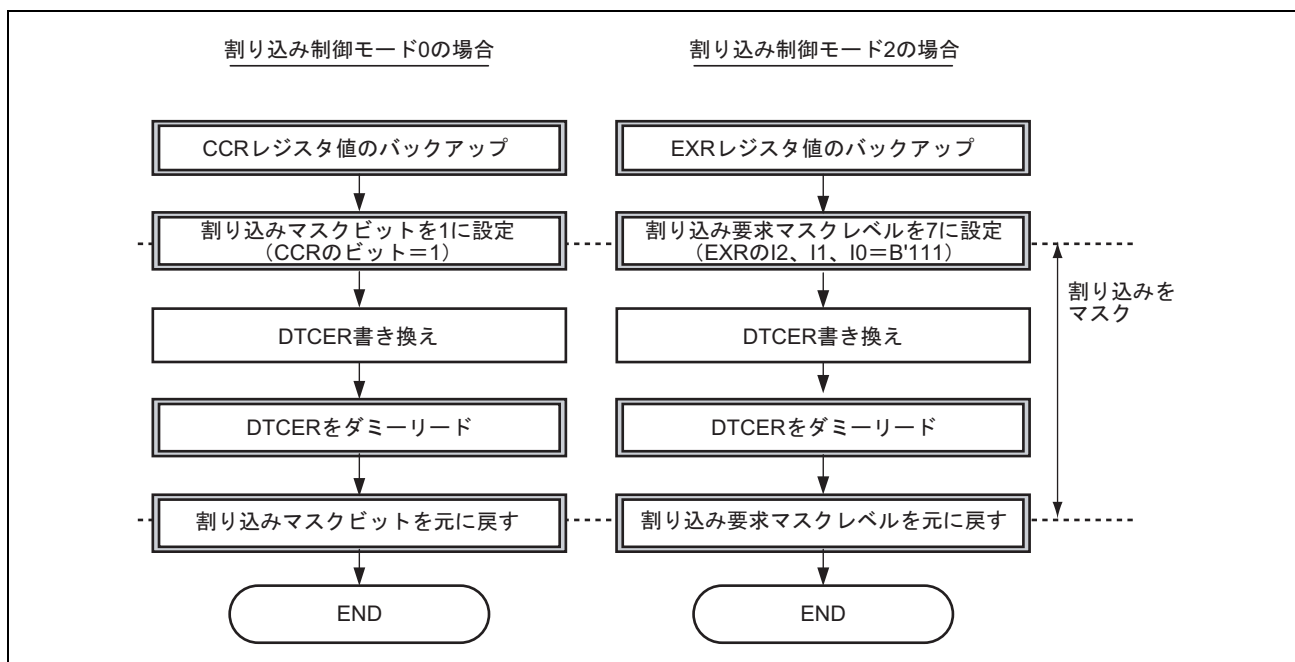 割り込み制御モード0の場合
CCRレジスタ値のバックアップ
割り込みマスクビットを1に設定
（CCRのビット＝1）
DTCER書き換え
DTCERをダミーリード
割り込みマスクビットを元に戻す
END
割り込み制御モード2の場合
EXRレジスタ値のバックアップ
割り込み要求マスクレベルを7に設定
（EXRのI2、I1、I0＝B'111）
DTCER書き換え
DTCERをダミーリード
割り込み要求マスクレベルを元に戻す
END
割り込みを
マスク